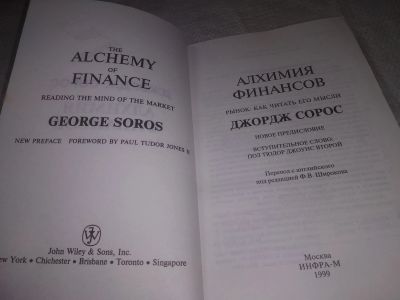 THE
ALCHEMY
OF
FINANCE
READING THE MIND OF THE MARKET
GEORGE SOROS
NEW PREFACE FOREWORD BY PAUL TUDOR JONES II
John Wiley & Sons, Inc.
New York • Chichester • Brisbane • Toronto • Singapore
АЛХИМИЯ
ФИНАНСОВ
РЫНОК: КАК ЧИТАТЬ ЕГО МЫСЛИ
ДЖОРДЖ СОРОС
НОВОЕ ПРЕДИСЛОВИЕ
ВСТУПИТЕЛЬНОЕ СЛОВО:
ПОЛ ТЮДОР ДЖОУНС ВТОРОЙ
Перевод с английского
под редакцией Ф.В. Широкова
Москва
ИНФРА-М
1999